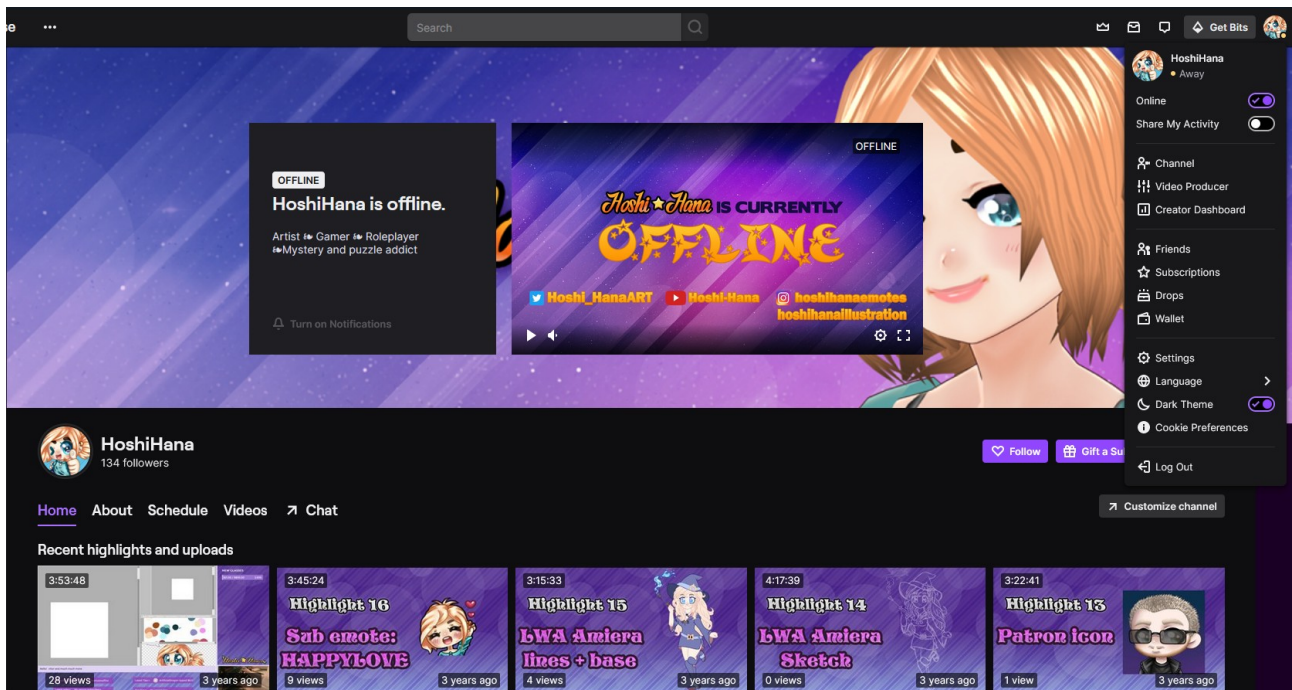 se
Search
Get Bits
HoshiHana
Away
Online
Share My Activity
Channel
Video Producer
Creator Dashboard
Friends
Subscriptions
Drops
Wallet
Settings
Language
Dark Theme
Cookie Preferences
Log Out
OFFLINE
HoshiHana is offline.
Artist ❧ Gamer ❧ Roleplayer
❧Mystery and puzzle addict
Turn on Notifications
OFFLINE
Hoshi★Hana IS CURRENTLY
OFFLINE
Hoshi_HanaART Hoshi-Hana hoshihanaemotes
hoshihanaillustration
HoshiHana
134 followers
Follow
Gift a Su
Home About Schedule Videos Chat
Customize channel
Recent highlights and uploads
3:53:48
28 views
3 years ago
3:45:24
Highlight 16
Sub emote:
HAPPYLOVE
9 views
3 years ago
3:15:33
Highlight 15
LWA Amiera
lines + base
4 views
3 years ago
4:17:39
Highlight 14
LWA Amiera
Sketch
0 views
3 years ago
3:22:41
Highlight 13
Patron icon
1 view
3 years ago